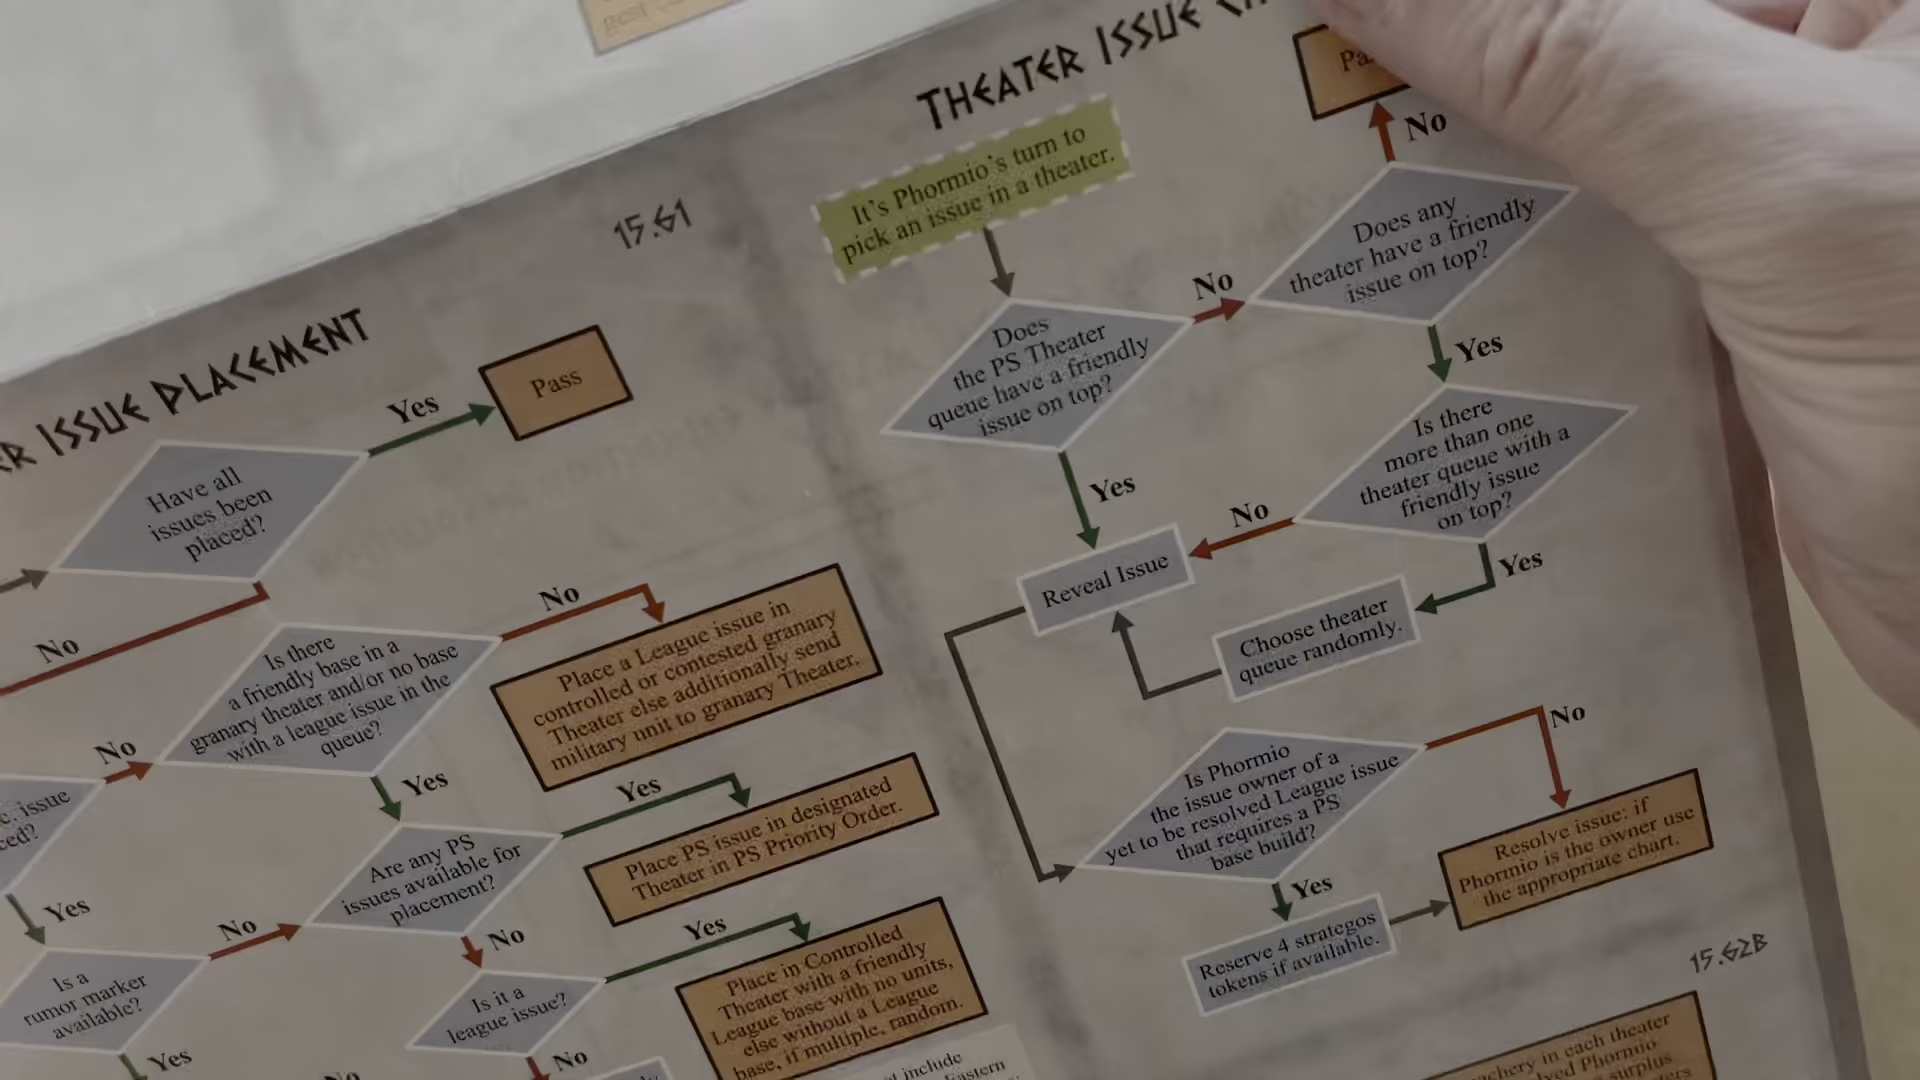 15.61
ISSUE PLACEMENT
Have all
issues been
placed?
Yes
Pass
No
Is there
a friendly base in a
granary theater and/or no base
with a league issue in the
queue?
No
Place a League issue in
controlled or contested granary
Theater else additionally send
military unit to granary Theater.
No
issue
Yes
Are any PS
issues available for
placement?
Yes
Place PS issue in designated
Theater in PS Priority Order.
Yes
Is a
rumor marker
available?
No
No
Is it a
league issue?
Yes
Place in Controlled
Theater with a friendly
League base with no units,
else without a League
base, if multiple, random.
Yes
No
include
THEATER ISSUE
It's Phormio's turn to
pick an issue in a theater.
Does
the PS Theater
queue have a friendly
issue on top?
No
Does any
theater have a friendly
issue on top?
No
Yes
Is there
more than one
theater queue with a
friendly issue
on top?
Yes
No
Reveal Issue
Yes
Choose theater
queue randomly.
Is Phormio
the issue owner of a
yet to be resolved League issue
that requires a PS
base build?
No
Resolve issue: if
Phormio is the owner use
the appropriate chart.
Yes
Reserve 4 strategos
tokens if available.
15.62B
in each theater
Phormio
surplus